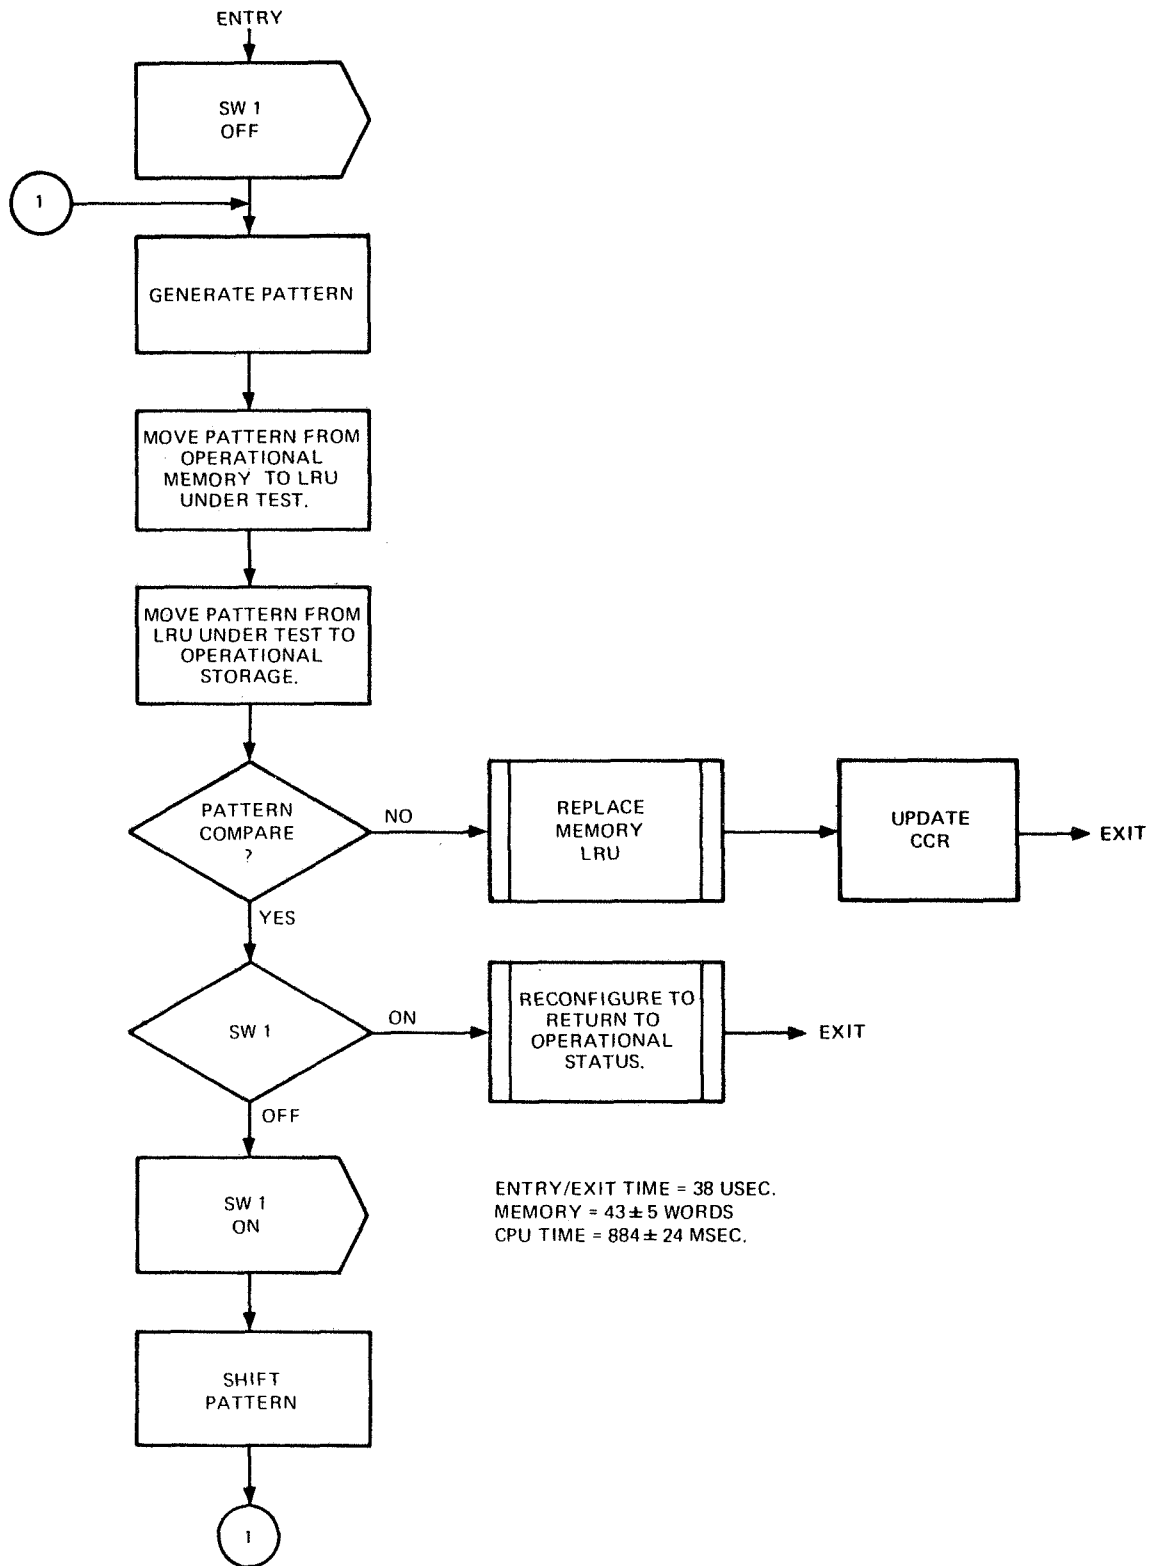 ENTRY
SW 1
OFF
1
GENERATE PATTERN
MOVE PATTERN FROM
OPERATIONAL
MEMORY TO LRU
UNDER TEST.
MOVE PATTERN FROM
LRU UNDER TEST TO
OPERATIONAL
STORAGE.
PATTERN
COMPARE
?
NO
REPLACE
MEMORY
LRU
UPDATE
CCR
EXIT
YES
SW 1
ON
RECONFIGURE TO
RETURN TO
OPERATIONAL
STATUS.
EXIT
OFF
SW 1
ON
ENTRY/EXIT TIME = 38 USEC.
MEMORY = 43 ± 5 WORDS
CPU TIME = 884 ± 24 MSEC.
SHIFT
PATTERN
1